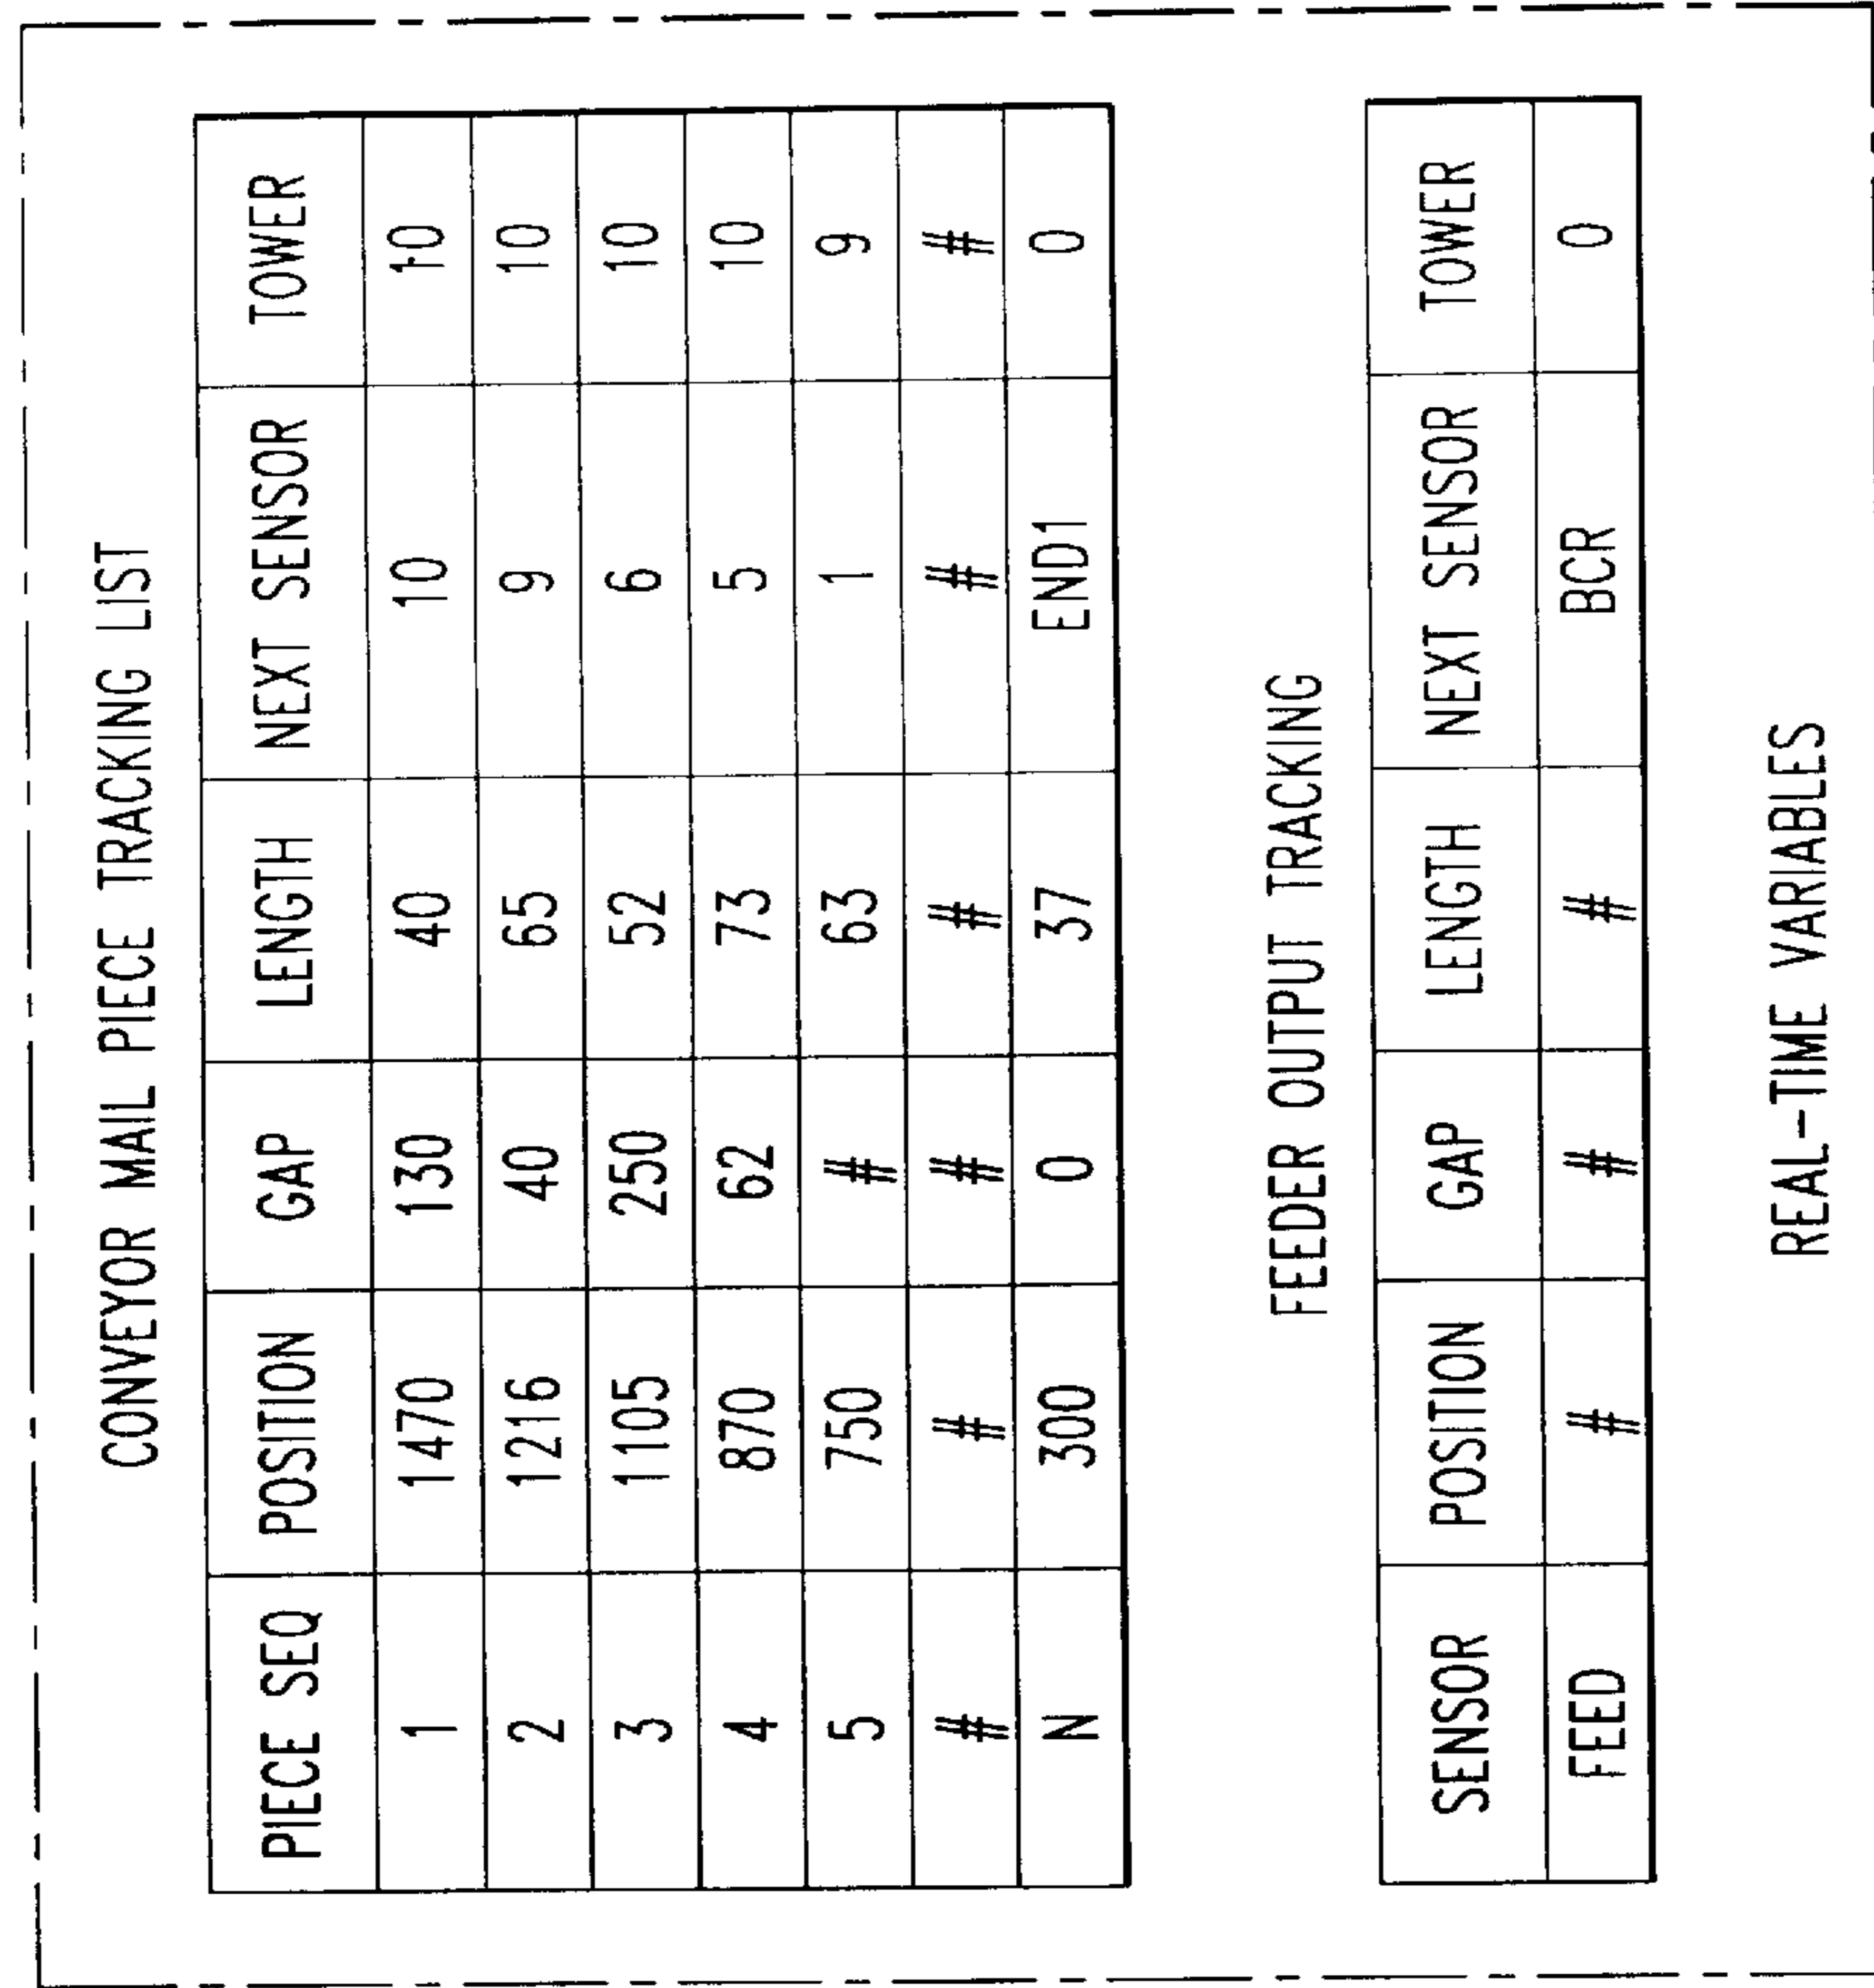 CONVEYOR MAIL PIECE TRACKING LIST
PIECE SEQ POSITION GAP LENGTH NEXT SENSOR TOWER
1 1470 130 40 10 10
2 1216 40 65 9 10
3 1105 250 52 6 10
4 870 62 73 5 10
5 750 # 63 1 9
# # # # # #
N 300 0 37 END1 0
FEEDER OUTPUT TRACKING
SENSOR POSITION GAP LENGTH NEXT SENSOR TOWER
FEED # # # BCR 0
REAL-TIME VARIABLES